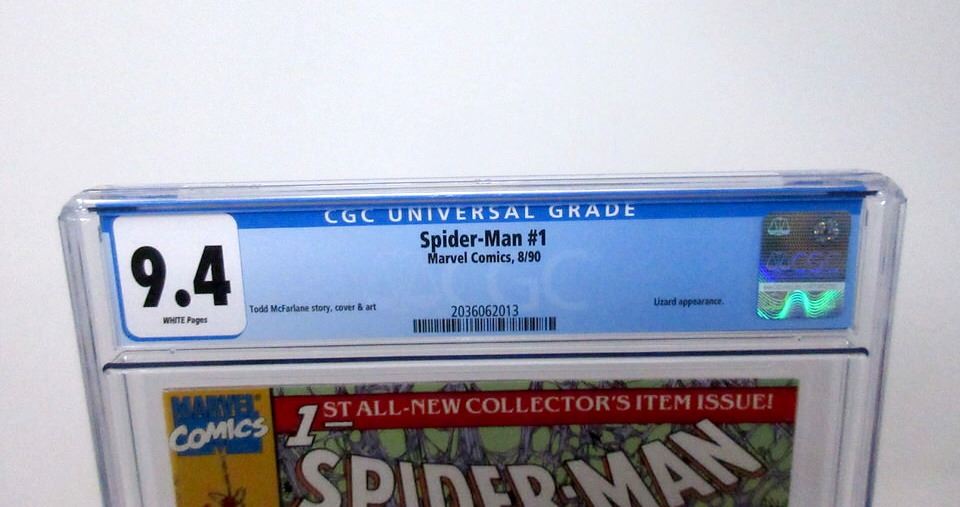 CGC UNIVERSAL GRADE
9.4
WHITE Pages
Spider-Man #1
Marvel Comics, 8/90
Todd McFarlane story, cover & art
2036062013
Lizard appearance.
CGC
CGC
MARVEL
COMICS
1ST ALL-NEW COLLECTOR'S ITEM ISSUE!
SPIDER-MAN